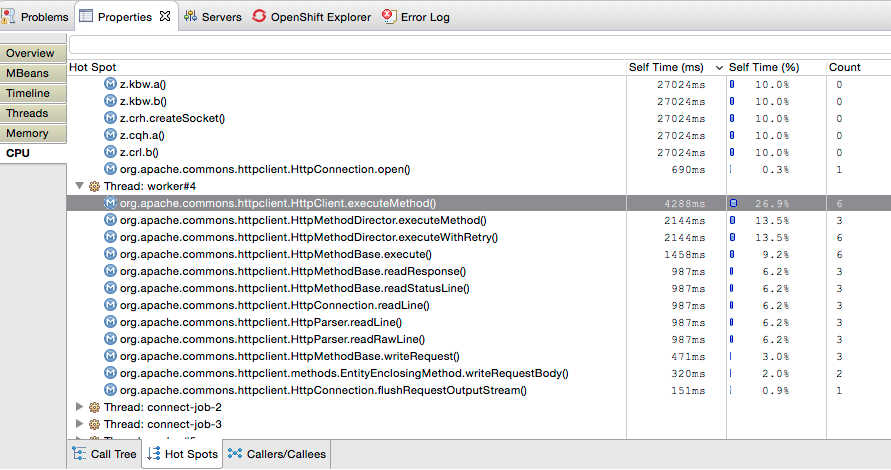 Problems Properties Servers OpenShift Explorer Error Log
Overview
MBeans
Timeline
Threads
Memory
CPU
Hot Spot Self Time (ms) Self Time (%) Count
z.kbw.a() 27024ms 10.0% 0
z.kbw.b() 27024ms 10.0% 0
z.crh.createSocket() 27024ms 10.0% 0
z.cqh.a() 27024ms 10.0% 0
z.crl.b() 27024ms 10.0% 0
org.apache.commons.httpclient.HttpConnection.open() 690ms 0.3% 1
Thread: worker#4
org.apache.commons.httpclient.HttpClient.executeMethod() 4288ms 26.9% 6
org.apache.commons.httpclient.HttpMethodDirector.executeMethod() 2144ms 13.5% 3
org.apache.commons.httpclient.HttpMethodDirector.executeWithRetry() 2144ms 13.5% 6
org.apache.commons.httpclient.HttpMethodBase.execute() 1458ms 9.2% 6
org.apache.commons.httpclient.HttpMethodBase.readResponse() 987ms 6.2% 3
org.apache.commons.httpclient.HttpMethodBase.readStatusLine() 987ms 6.2% 3
org.apache.commons.httpclient.HttpConnection.readLine() 987ms 6.2% 3
org.apache.commons.httpclient.HttpParser.readLine() 987ms 6.2% 3
org.apache.commons.httpclient.HttpParser.readRawLine() 987ms 6.2% 3
org.apache.commons.httpclient.HttpMethodBase.writeRequest() 471ms 3.0% 3
org.apache.commons.httpclient.methods.EntityEnclosingMethod.writeRequestBody() 320ms 2.0% 2
org.apache.commons.httpclient.HttpConnection.flushRequestOutputStream() 151ms 0.9% 1
Thread: connect-job-2
Thread: connect-job-3
Call Tree Hot Spots Callers/Callees